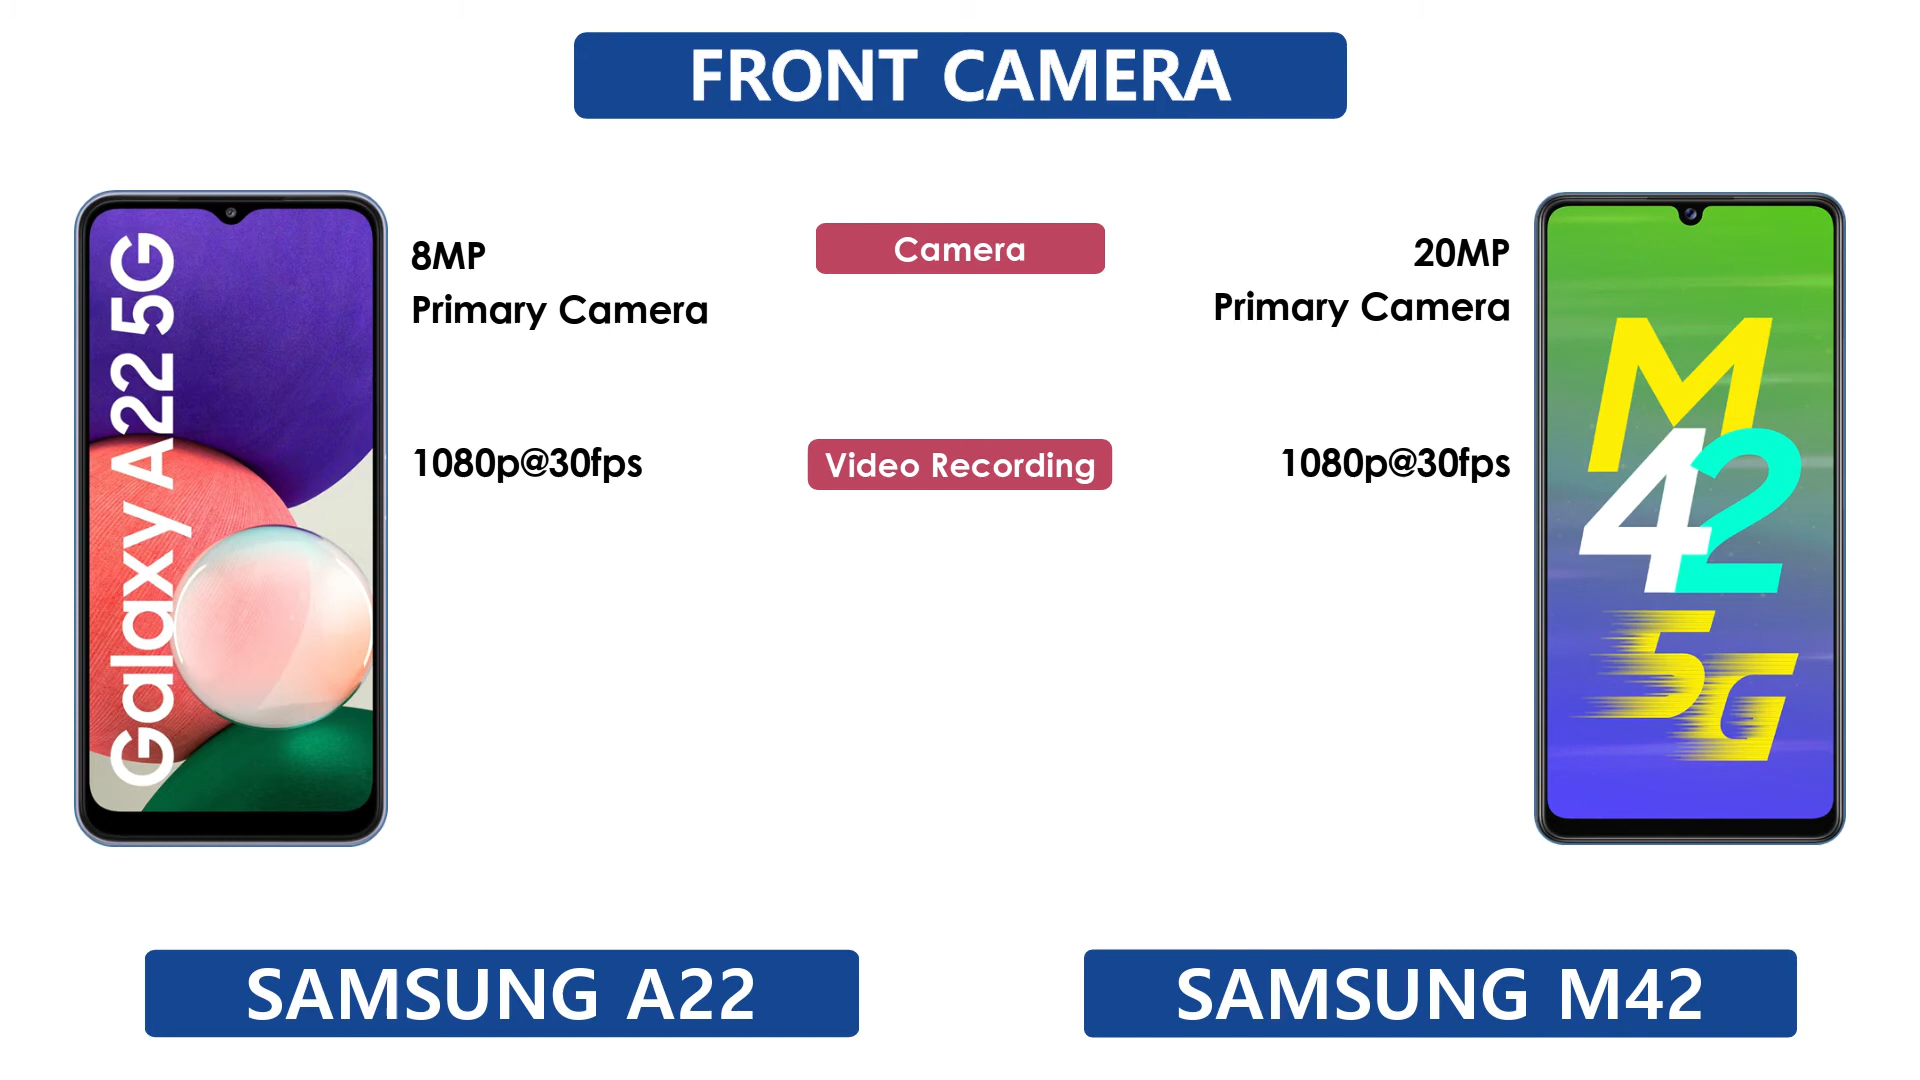 FRONT CAMERA
Galaxy A22 5G
8MP
Primary Camera
Camera
20MP
Primary Camera
1080p@30fps
Video Recording
1080p@30fps
M
42
5G
SAMSUNG A22
SAMSUNG M42